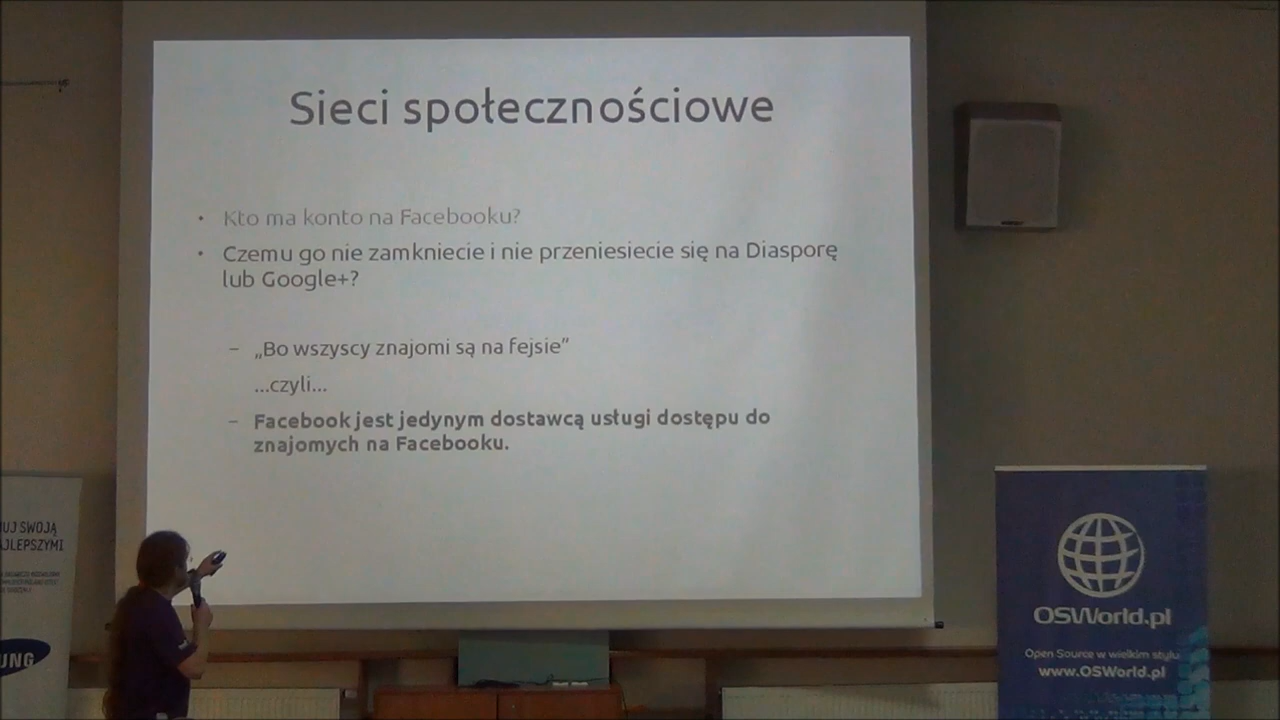 Sieci społecznościowe
• Kto ma konto na Facebooku?
• Czemu go nie zamkniecie i nie przeniesiecie się na Diasporę
lub Google+?
– „Bo wszyscy znajomi są na fejsie”
...czyli...
– Facebook jest jedynym dostawcą usługi dostępu do
znajomych na Facebooku.
UJ SWOJĄ
JLEPSZYMI
UNG
OSWorld.pl
Open Source w wielkim stylu
www.OSWorld.pl